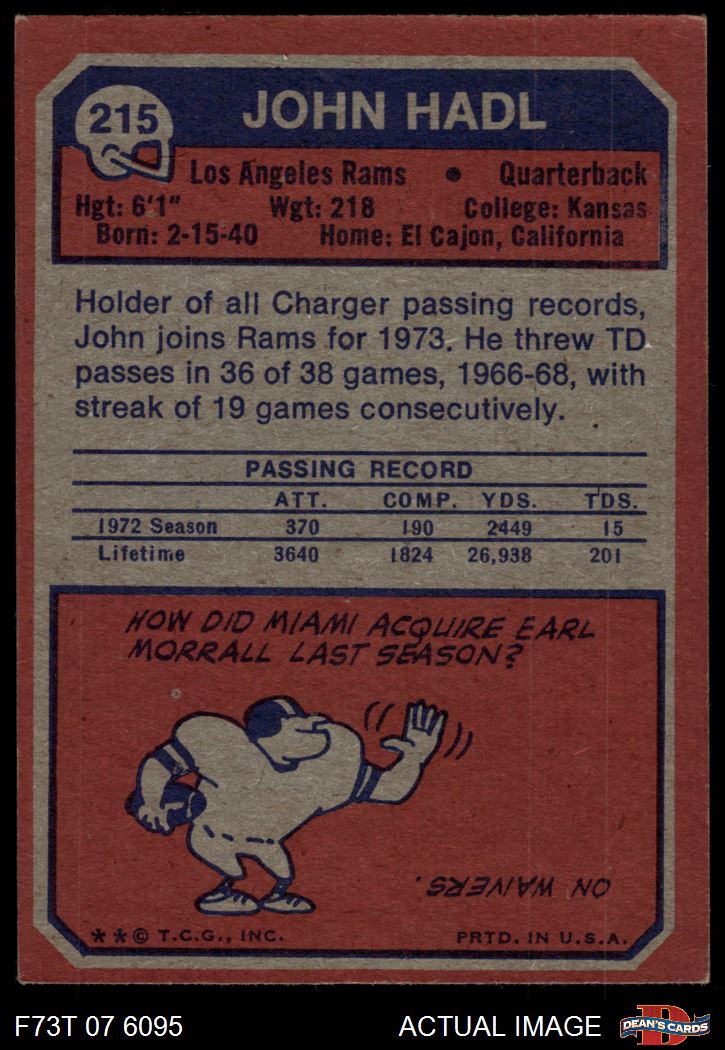 215
JOHN HADL
Los Angeles Rams • Quarterback
Hgt: 6'1" Wgt: 218 College: Kansas
Born: 2-15-40 Home: El Cajon, California
Holder of all Charger passing records,
John joins Rams for 1973. He threw TD
passes in 36 of 38 games, 1966-68, with
streak of 19 games consecutively.
PASSING RECORD
ATT. COMP. YDS. TDS.
1972 Season 370 190 2449 15
Lifetime 3640 1824 26,938 201
HOW DID MIAMI ACQUIRE EARL
MORRALL LAST SEASON?
ON WAIVERS.
**© T.C.G., INC. PRTD. IN U.S.A.
F73T 07 6095 ACTUAL IMAGE D DEAN'S CARDS